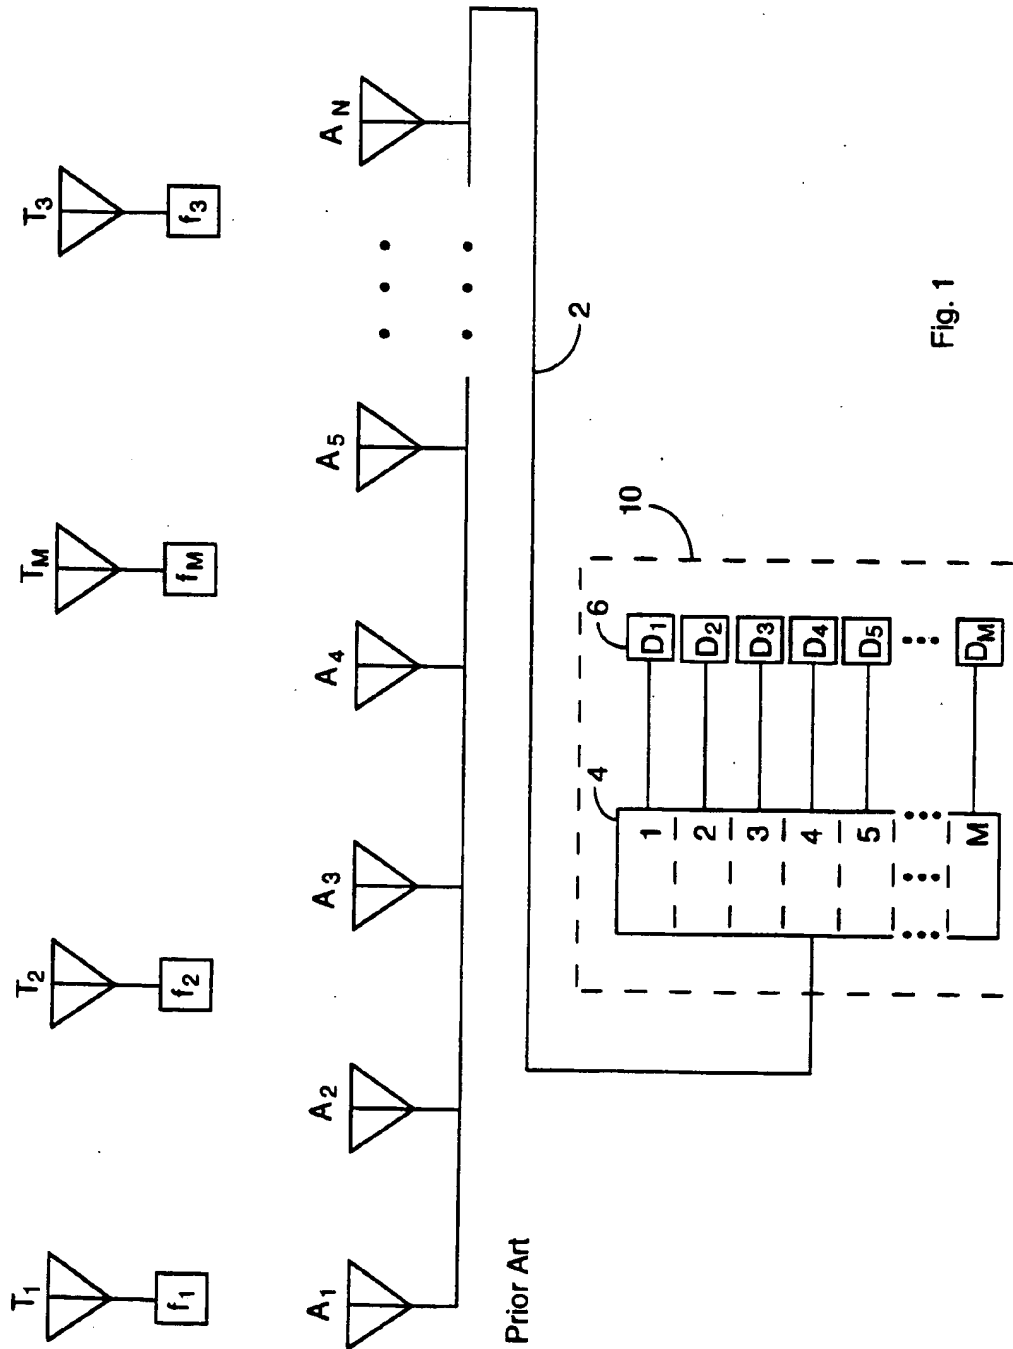 T1 T2 TM T3
f1 f2 fM f3
A1 A2 A3 A4 A5 AN
Prior Art
2
4
6
10
1 D1
2 D2
3 D3
4 D4
5 D5
M DM
Fig. 1